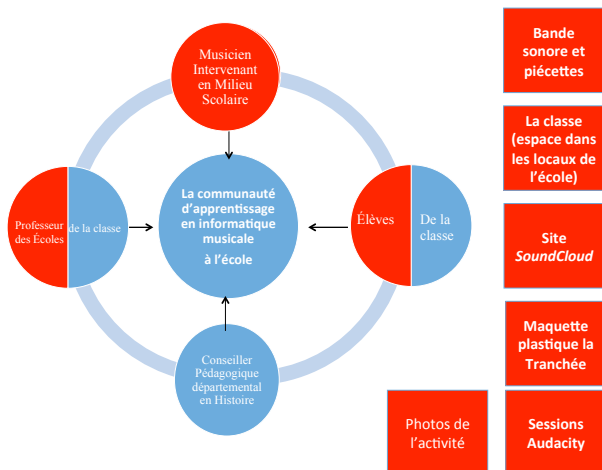 Musicien
Intervenant
en Milieu
Scolaire
Professeur
des Écoles
de la classe
La communauté
d'apprentissage
en informatique
musicale
à l'école
Élèves
De la
classe
Conseiller
Pédagogique
départemental
en Histoire
Bande
sonore et
piécettes
La classe
(espace dans
les locaux de
l'école)
Site
SoundCloud
Maquette
plastique la
Tranchée
Photos de
l'activité
Sessions
Audacity